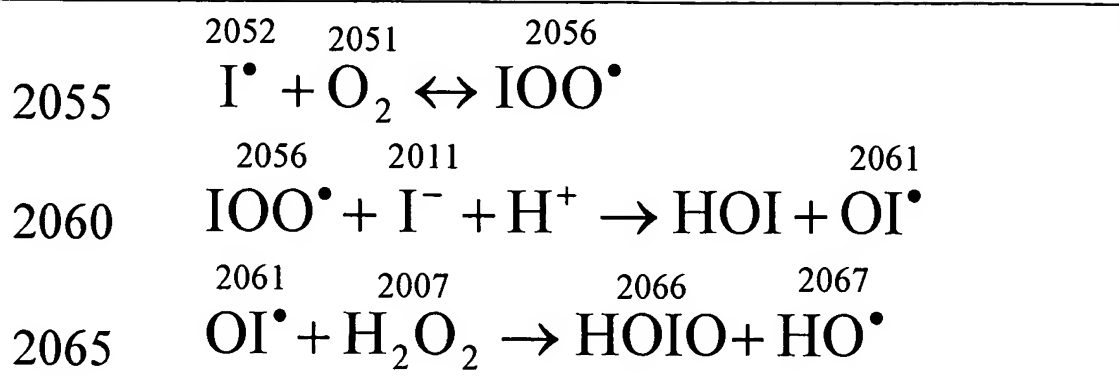 2052 2051 2056
2055 I• + O₂ ↔ IOO•
2056 2011 2061
2060 IOO• + I⁻ + H⁺ → HOI + OI•
2061 2007 2066 2067
2065 OI• + H₂O₂ → HOIO + HO•